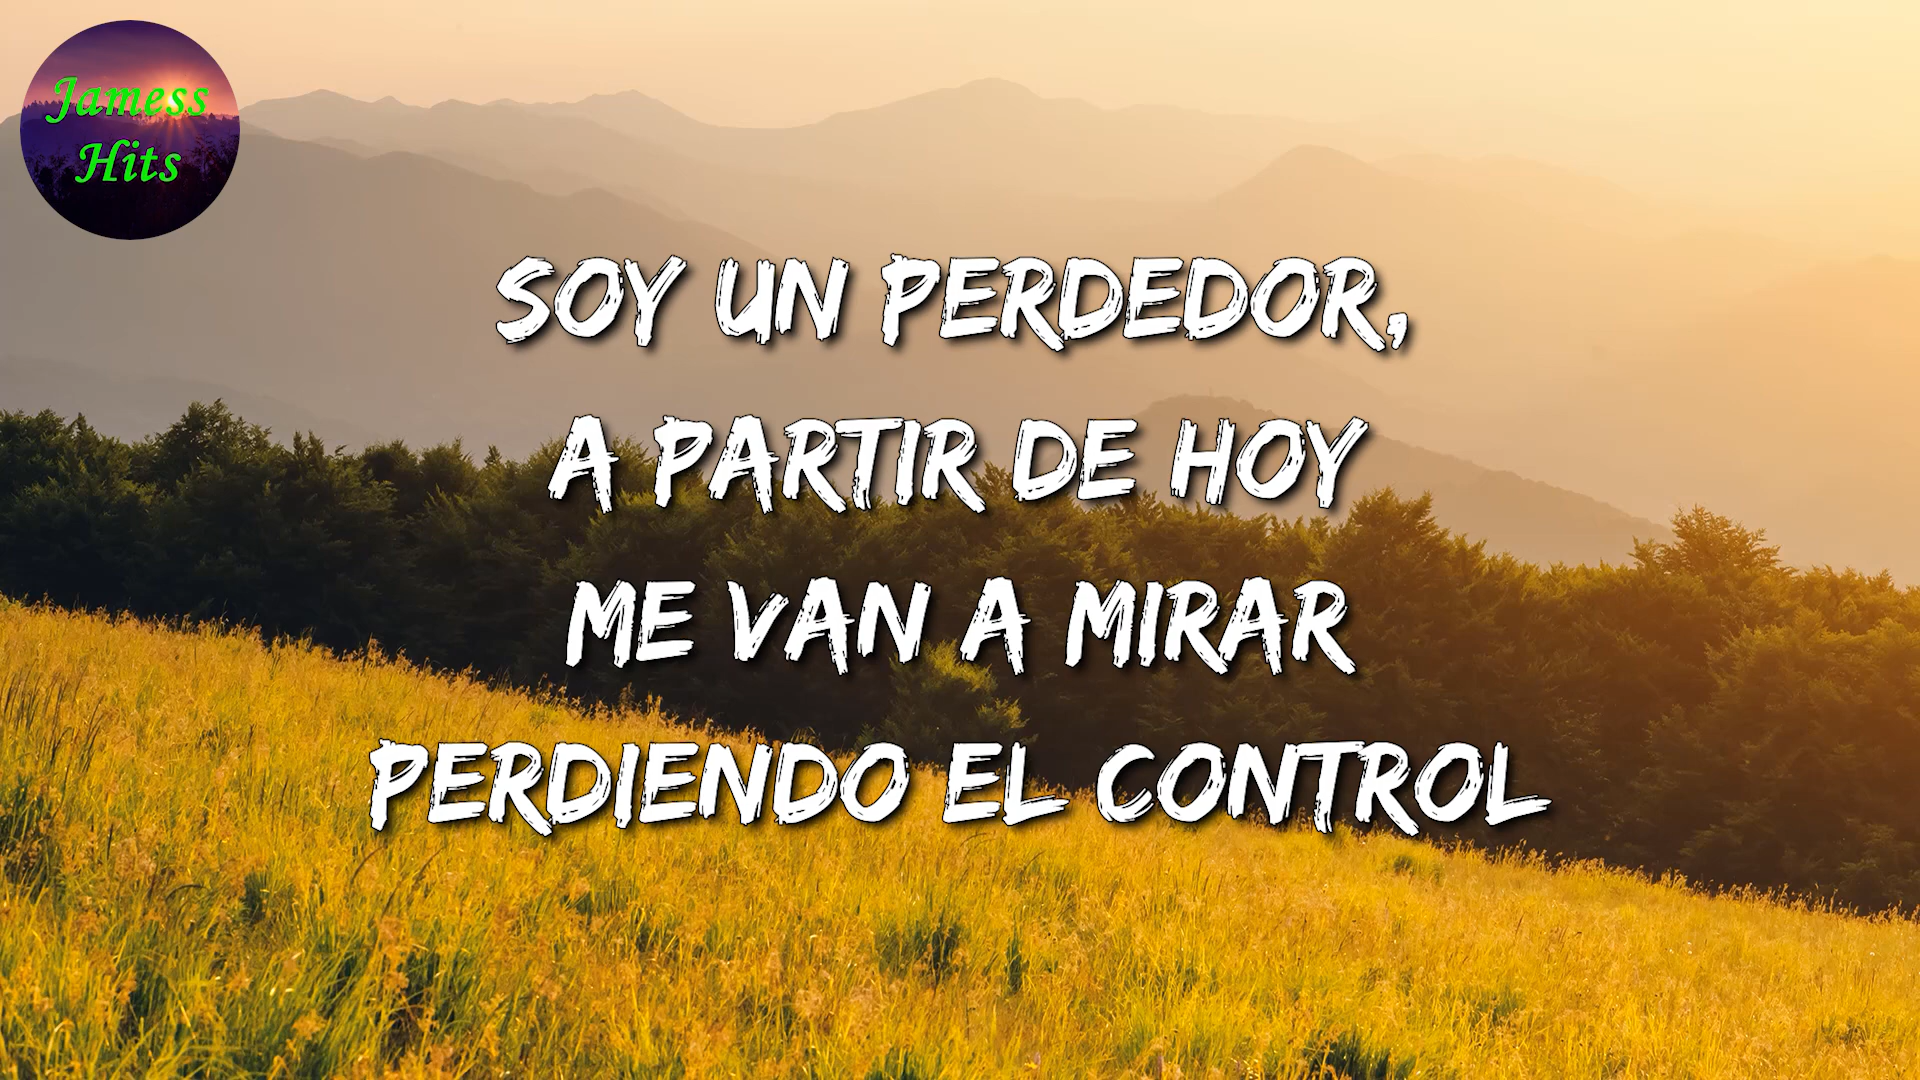 Jamess
Hits
SOY UN PERDEDOR,
A PARTIR DE HOY
ME VAN A MIRAR
PERDIENDO EL CONTROL